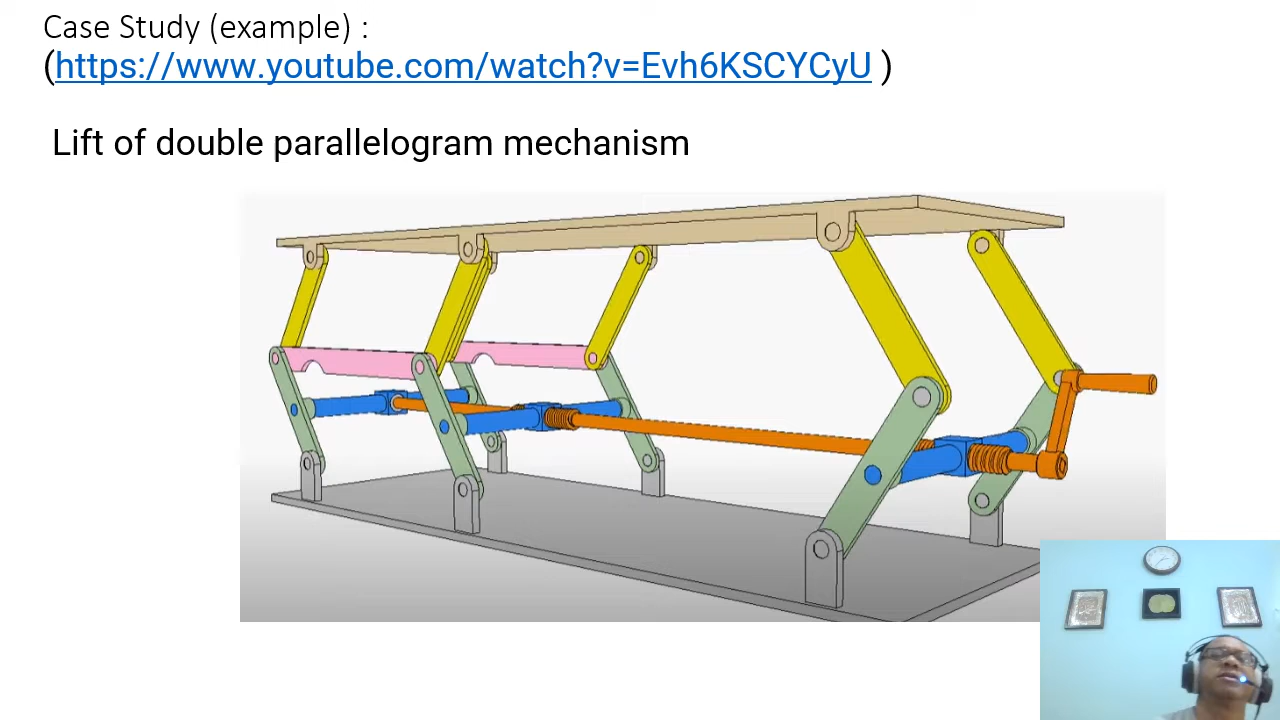 Case Study (example) :
(https://www.youtube.com/watch?v=Evh6KSCYCyU )
Lift of double parallelogram mechanism